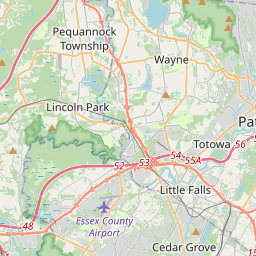 Pequannock
Township
Wayne
Lincoln Park
Pat
Totowa
56
54
55A
53
52
Little Falls
48
Essex County
Airport
Cedar Grove